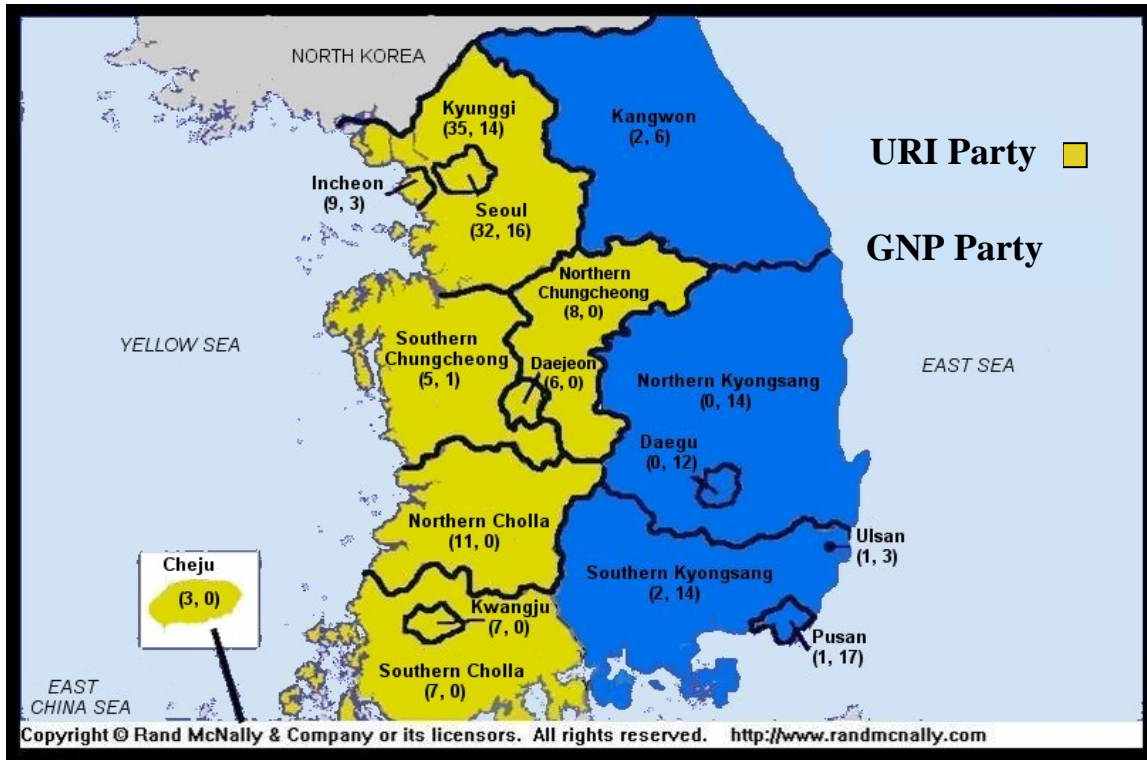 NORTH KOREA
Kyunggi
(35, 14)
Kangwon
(2, 6)
URI Party
Incheon
(9, 3)
Seoul
(32, 16)
GNP Party
Northern
Chungcheong
(8, 0)
YELLOW SEA
Southern
Chungcheong
(5, 1)
Daejeon
(6, 0)
EAST SEA
Northern Kyongsang
(0, 14)
Daegu
(0, 12)
Northern Cholla
(11, 0)
Ulsan
(1, 3)
Cheju
(3, 0)
Southern Kyongsang
(2, 14)
Kwangju
(7, 0)
Pusan
(1, 17)
Southern Cholla
(7, 0)
EAST
CHINA SEA
Copyright © Rand McNally & Company or its licensors. All rights reserved. http://www.randmcnally.com